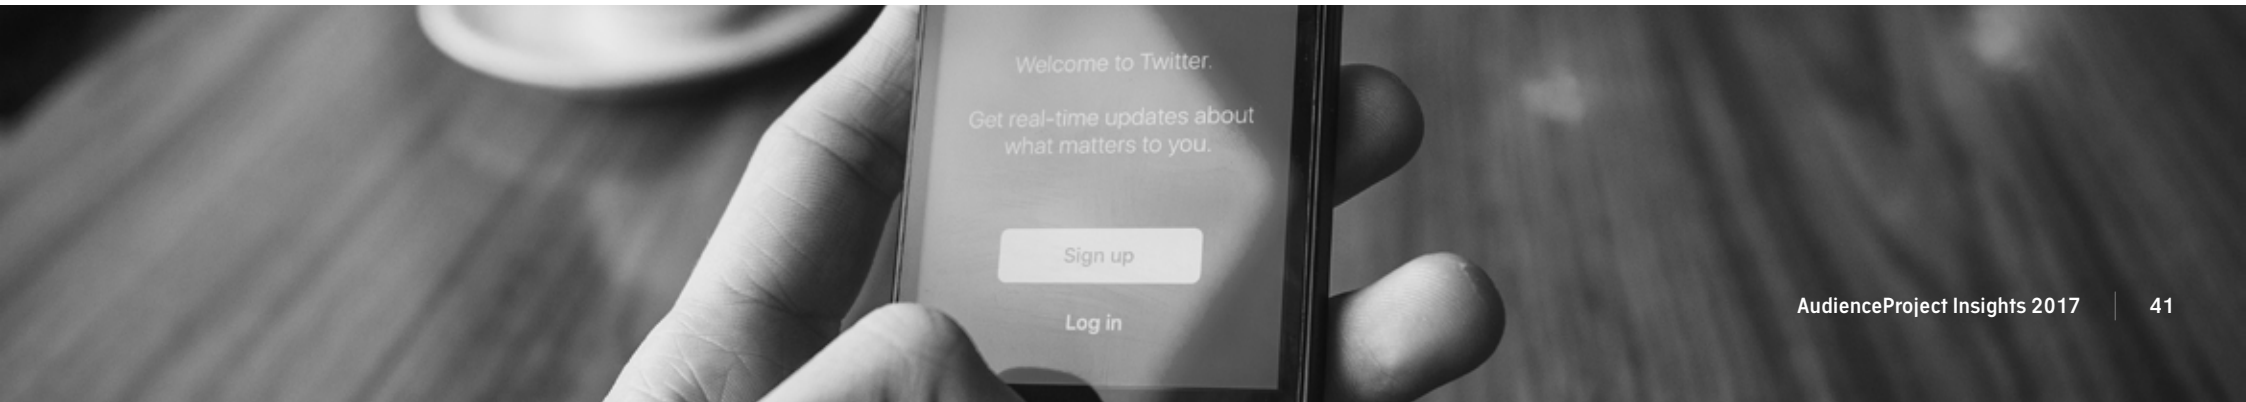 Welcome to Twitter.
Get real-time updates about
what matters to you.
Sign up
Log in
AudienceProject Insights 2017 | 41